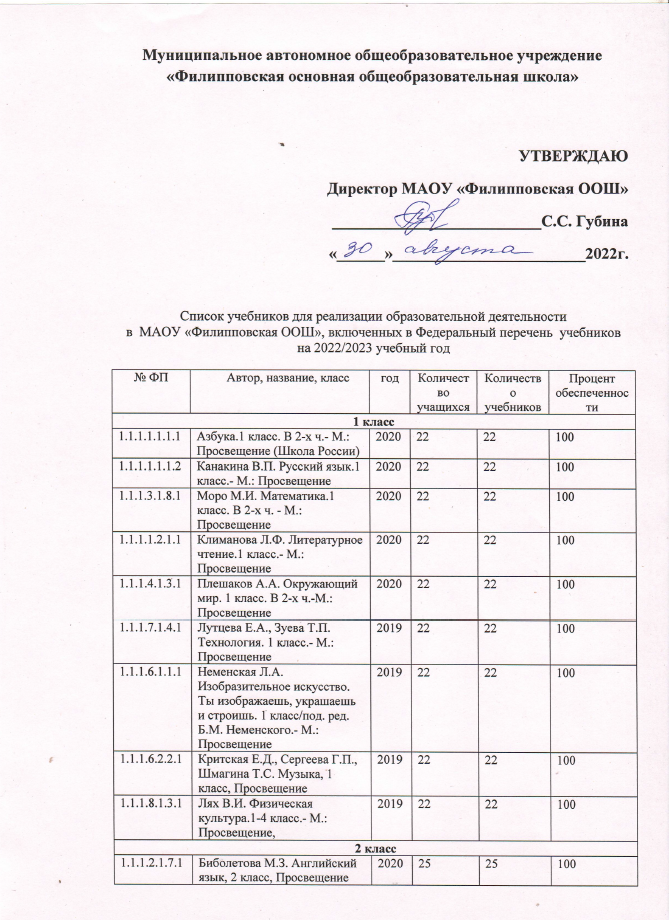 Муниципальное автономное общеобразовательное учреждение
«Филипповская основная общеобразовательная школа»
УТВЕРЖДАЮ
Директор МАОУ «Филипповская ООШ»
____________________________С.С. Губина
«30» августа 2022г.
Список учебников для реализации образовательной деятельности
в МАОУ «Филипповская ООШ», включенных в Федеральный перечень учебников
на 2022/2023 учебный год
№ ФП Автор, название, класс год Количест Количеств Процент
во о обеспеченнос
учащихся учебников ти
1 класс
1.1.1.1.1.1.1 Азбука.1 класс. В 2-х ч.- М.: 2020 22 22 100
Просвещение (Школа России)
1.1.1.1.1.1.2 Канакина В.П. Русский язык.1 2020 22 22 100
класс.- М.: Просвещение
1.1.1.3.1.8.1 Моро М.И. Математика.1 2020 22 22 100
класс. В 2-х ч. - М.:
Просвещение
1.1.1.1.2.1.1 Климанова Л.Ф. Литературное 2020 22 22 100
чтение.1 класс.- М.:
Просвещение
1.1.1.4.1.3.1 Плешаков А.А. Окружающий 2020 22 22 100
мир. 1 класс. В 2-х ч.-М.:
Просвещение
1.1.1.7.1.4.1 Лутцева Е.А., Зуева Т.П. 2019 22 22 100
Технология. 1 класс.- М.:
Просвещение
1.1.1.6.1.1.1 Неменская Л.А. 2019 22 22 100
Изобразительное искусство.
Ты изображаешь, украшаешь
и строишь. 1 класс/под. ред.
Б.М. Неменского.- М.:
Просвещение
1.1.1.6.2.2.1 Критская Е.Д., Сергеева Г.П., 2019 22 22 100
Шмагина Т.С. Музыка, 1
класс, Просвещение
1.1.1.8.1.3.1 Лях В.И. Физическая 2019 22 22 100
культура.1-4 класс.- М.:
Просвещение,
2 класс
1.1.1.2.1.7.1 Биболетова М.З. Английский 2020 25 25 100
язык, 2 класс, Просвещение